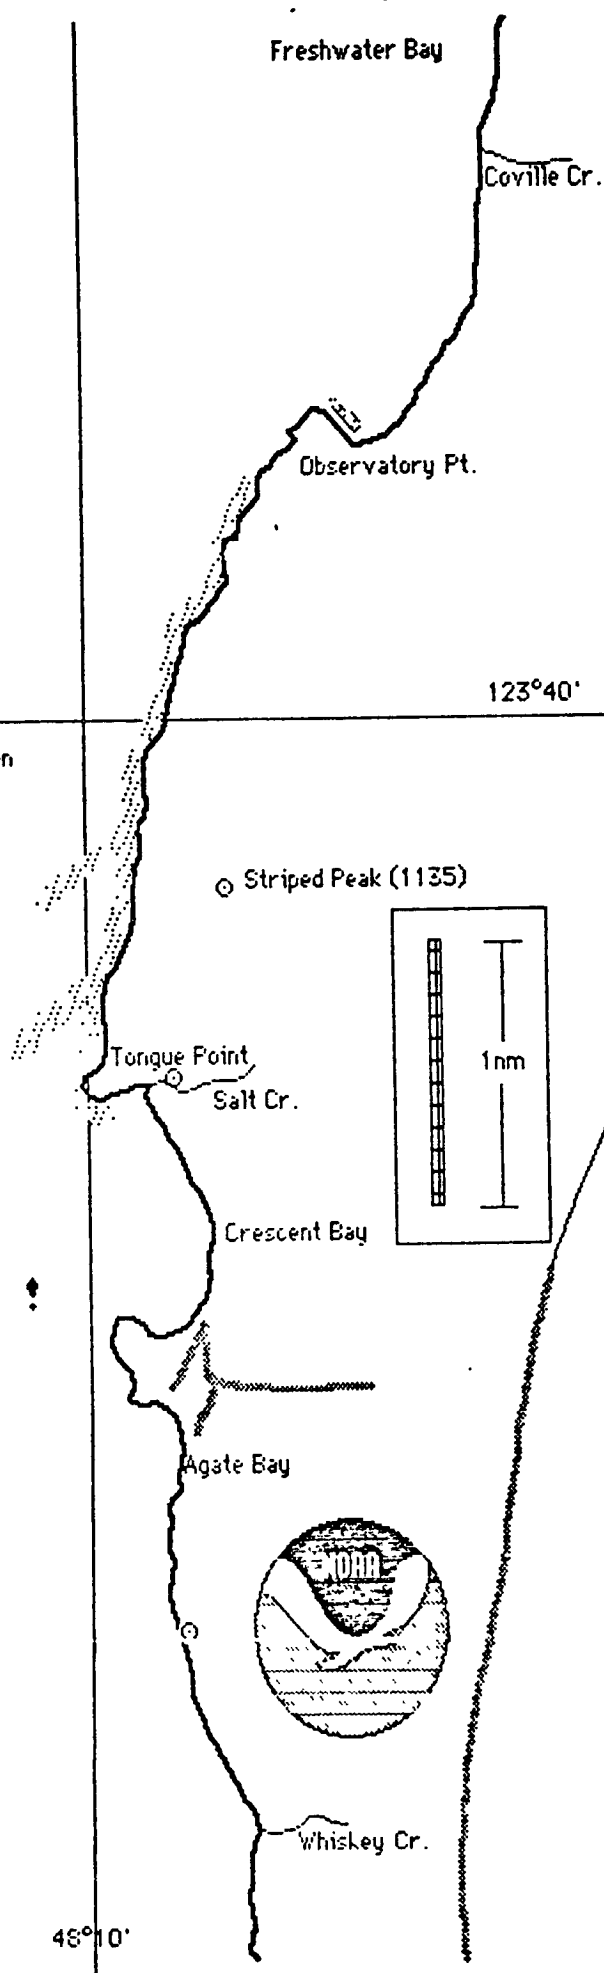 Freshwater Bay
Coville Cr.
Observatory Pt.
123°40'
n
Striped Peak (1135)
1nm
Tongue Point
Salt Cr.
Crescent Bay
Agate Bay
NOAA
Whiskey Cr.
48°10'